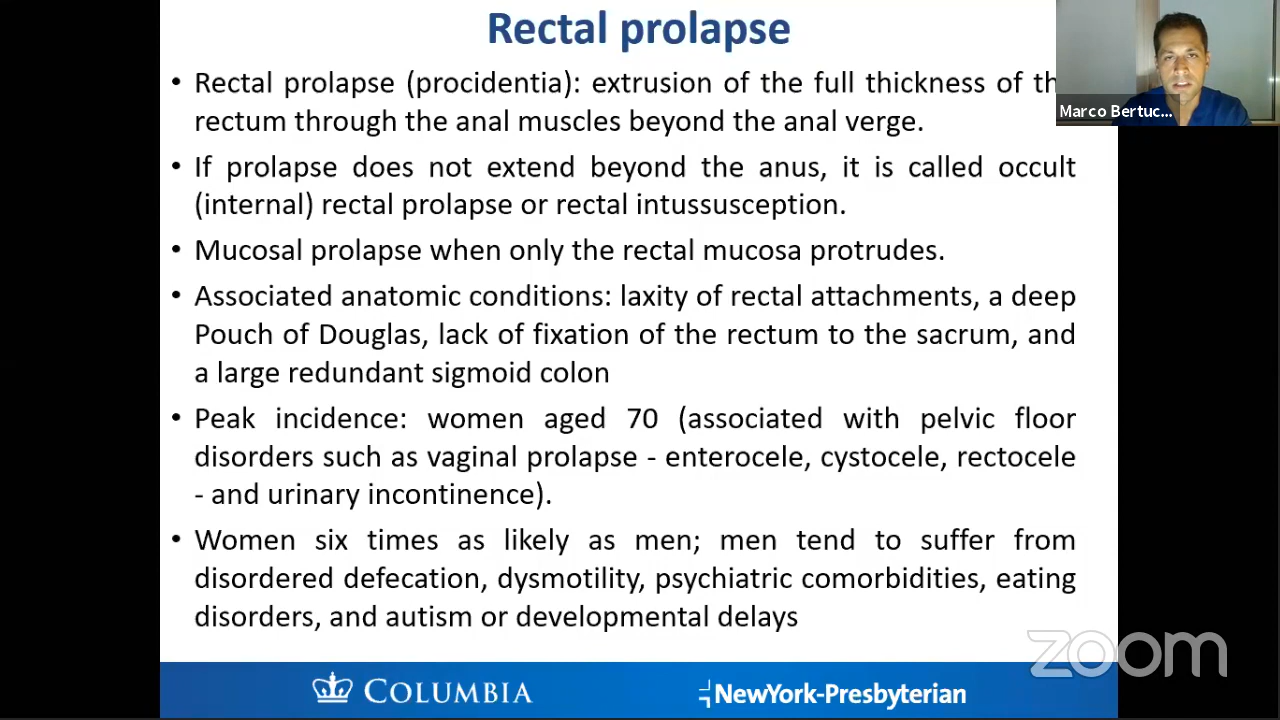 Rectal prolapse
• Rectal prolapse (procidentia): extrusion of the full thickness of
rectum through the anal muscles beyond the anal verge.
• If prolapse does not extend beyond the anus, it is called occult
(internal) rectal prolapse or rectal intussusception.
• Mucosal prolapse when only the rectal mucosa protrudes.
• Associated anatomic conditions: laxity of rectal attachments, a deep
Pouch of Douglas, lack of fixation of the rectum to the sacrum, and
a large redundant sigmoid colon
• Peak incidence: women aged 70 (associated with pelvic floor
disorders such as vaginal prolapse - enterocele, cystocele, rectocele
- and urinary incontinence).
• Women six times as likely as men; men tend to suffer from
disordered defecation, dysmotility, psychiatric comorbidities, eating
disorders, and autism or developmental delays
Marco Bertuc...
zoom
COLUMBIA
NewYork-Presbyterian